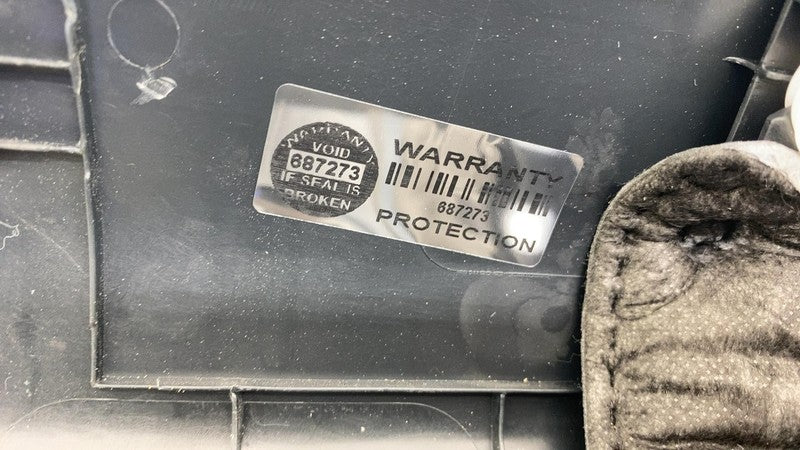 WARRANTY
VOID
687273
IF SEAL IS
BROKEN
WARRANTY
687273
PROTECTION